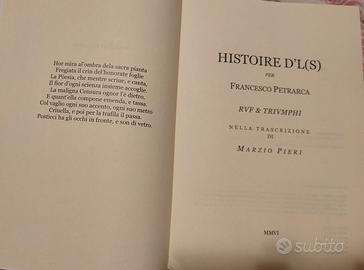 Hor mira al'ombra dela sacra pianta
Fregiata il crin del'honorate foglie
La Poesia, che mentre scriue, e canta,
Il fior d'ogni scienza insieme accoglie.
La maligna Censura ognor l'è dietro,
E quant'ella compone emenda, e tassa.
Col vaglio ogni suo accento, ogni suo metro
Criuella, e poi per la trafila il passa.
Posticci ha gli occhi in fronte, e son di vetro.
HISTOIRE D'L(S)
PER
FRANCESCO PETRARCA
RVF & TRIVMPHI
NELLA TRASCRIZIONE
DI
MARZIO PIERI
MMVI
subito